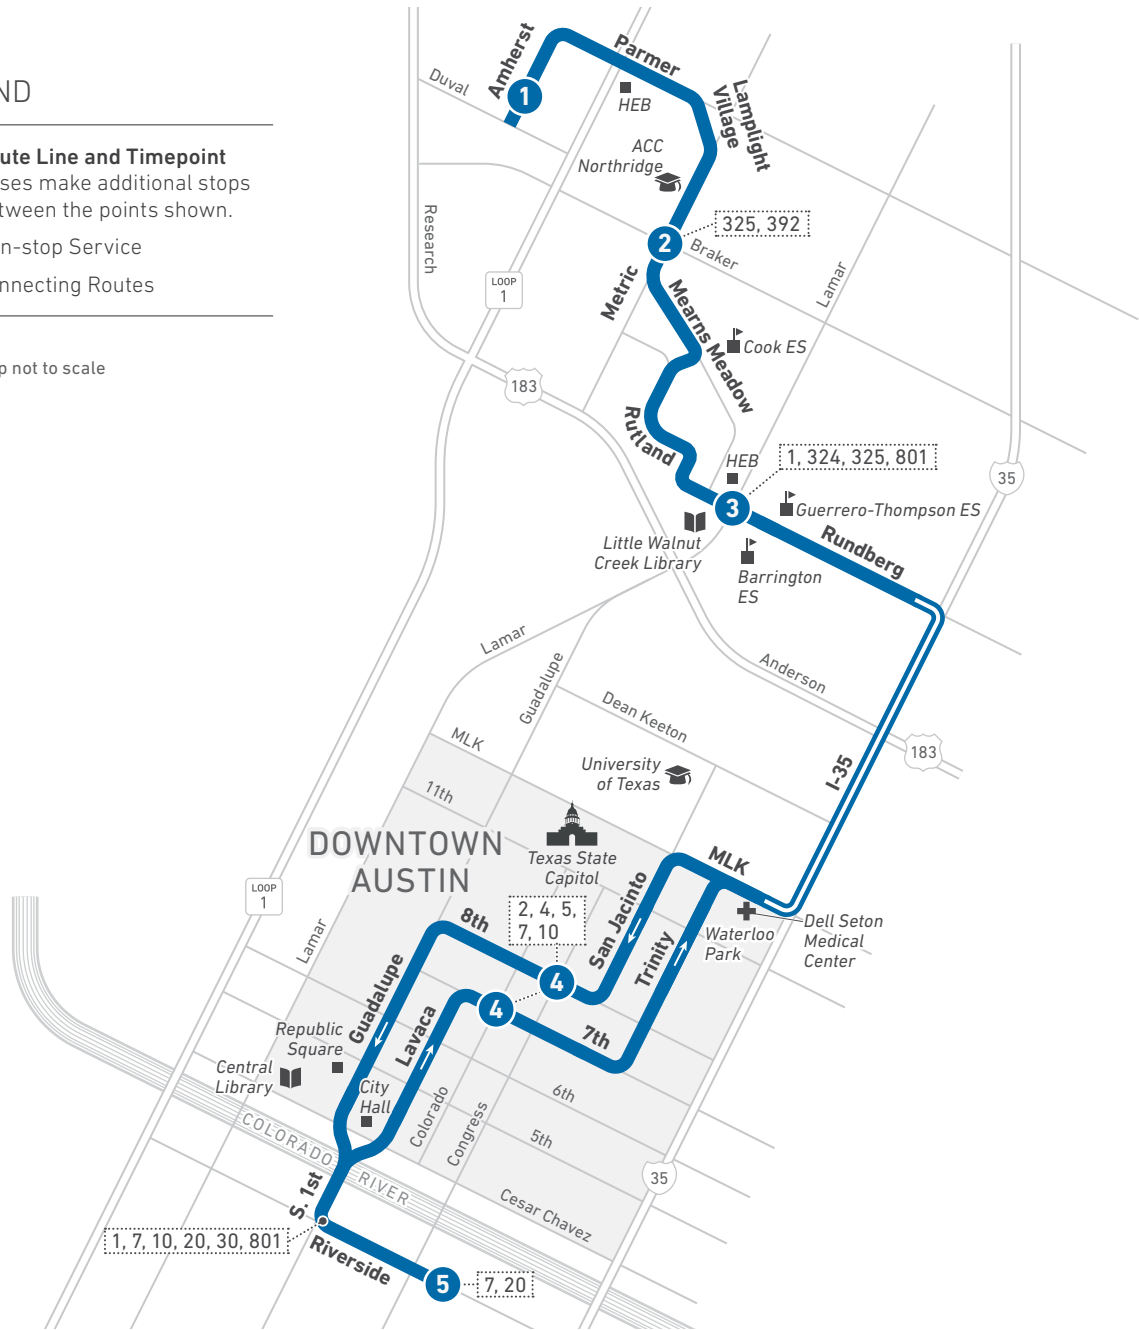 ND
ute Line and Timepoint
ses make additional stops
tween the points shown.
n-stop Service
nnecting Routes
p not to scale
Amherst
Parmer
Duval
1
HEB
Lamplight
Village
ACC
Northridge
Research
2
325, 392
Braker
LOOP
1
Metric
Mearns Meadow
Lamar
Cook ES
183
Rutland
HEB
1, 324, 325, 801
35
3
Guerrero-Thompson ES
Little Walnut
Creek Library
Rundberg
Barrington
ES
Lamar
Guadalupe
Anderson
Dean Keeton
MLK
183
University
of Texas
I-35
11th
DOWNTOWN
AUSTIN
Texas State
Capitol
MLK
LOOP
1
Lamar
8th
2, 4, 5,
7, 10
San Jacinto
Trinity
Waterloo
Park
Dell Seton
Medical
Center
4
4
Guadalupe
Lavaca
7th
Republic
Square
Central
Library
City
Hall
Colorado
Congress
6th
5th
COLORADO RIVER
Cesar Chavez
35
S. 1st
1, 7, 10, 20, 30, 801
Riverside
5
7, 20